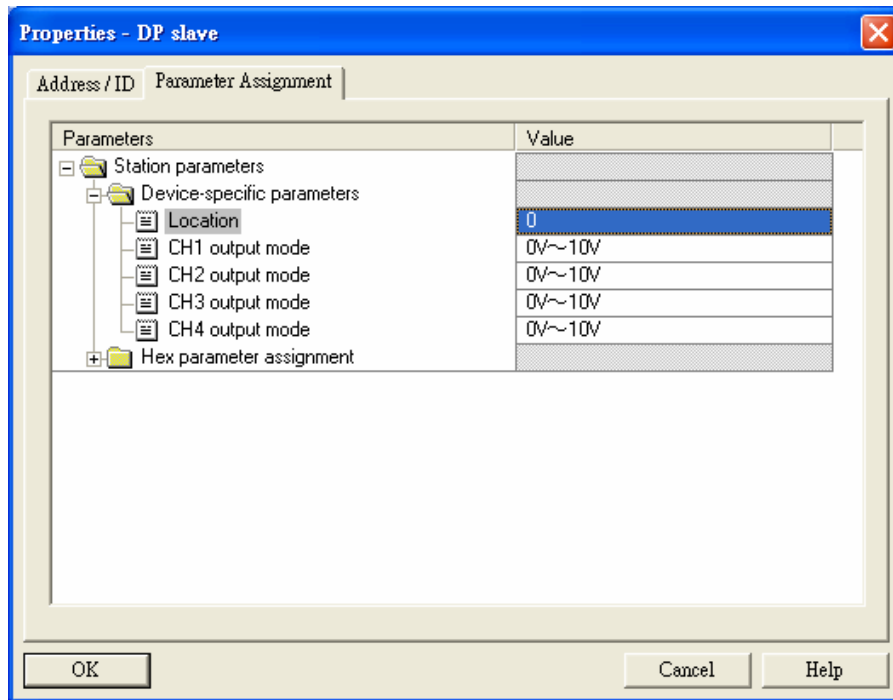 Properties - DP slave
Address / ID Parameter Assignment
Parameters Value
Station parameters
Device-specific parameters
Location 0
CH1 output mode 0V～10V
CH2 output mode 0V～10V
CH3 output mode 0V～10V
CH4 output mode 0V～10V
Hex parameter assignment
OK Cancel Help